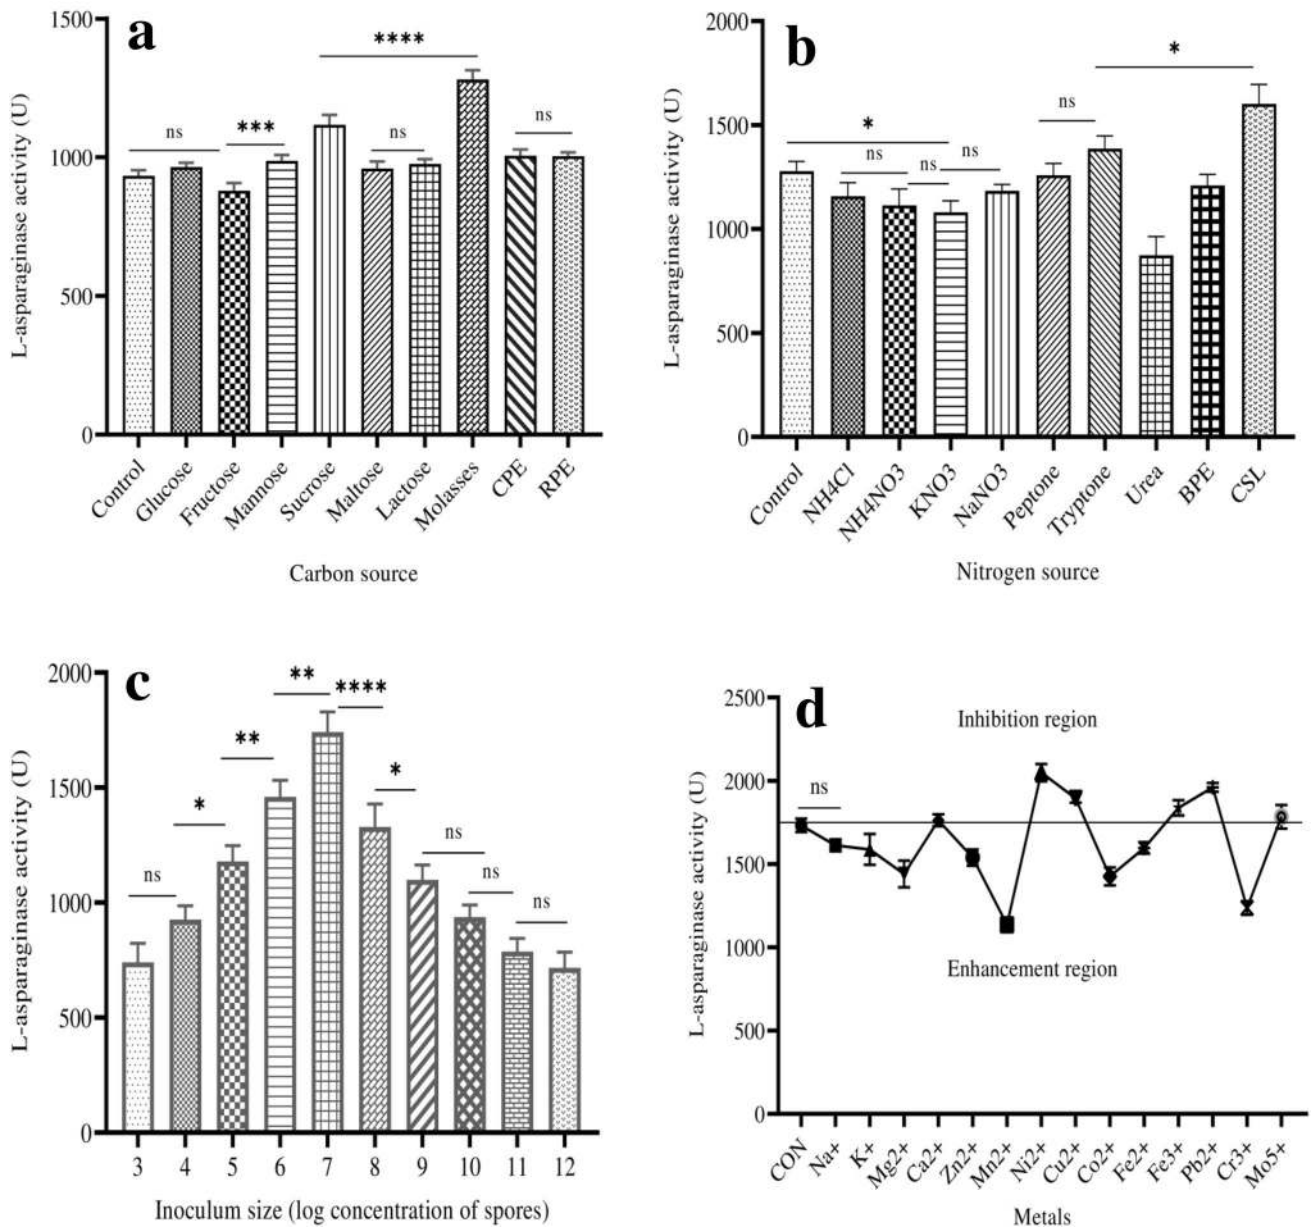 a
1500
1000
500
0
L-asparaginase activity (U)
ns
***
****
ns
ns
Control
Glucose
Fructose
Mannose
Sucrose
Maltose
Lactose
Molasses
CPE
RPE
Carbon source
b
2000
1500
1000
500
0
L-asparaginase activity (U)
*
ns
ns
ns
ns
*
Control
NH4Cl
NH4NO3
KNO3
NaNO3
Peptone
Tryptone
Urea
BPE
CSL
Nitrogen source
c
2000
1500
1000
500
0
L-asparaginase activity (U)
ns
*
**
**
****
*
ns
ns
ns
3 4 5 6 7 8 9 10 11 12
Inoculum size (log concentration of spores)
d
2500
2000
1500
1000
500
0
L-asparaginase activity (U)
Inhibition region
ns
Enhancement region
CON
Na+
K+
Mg2+
Ca2+
Zn2+
Mn2+
Ni2+
Cu2+
Co2+
Fe2+
Fe3+
Pb2+
Cr3+
Mo5+
Metals